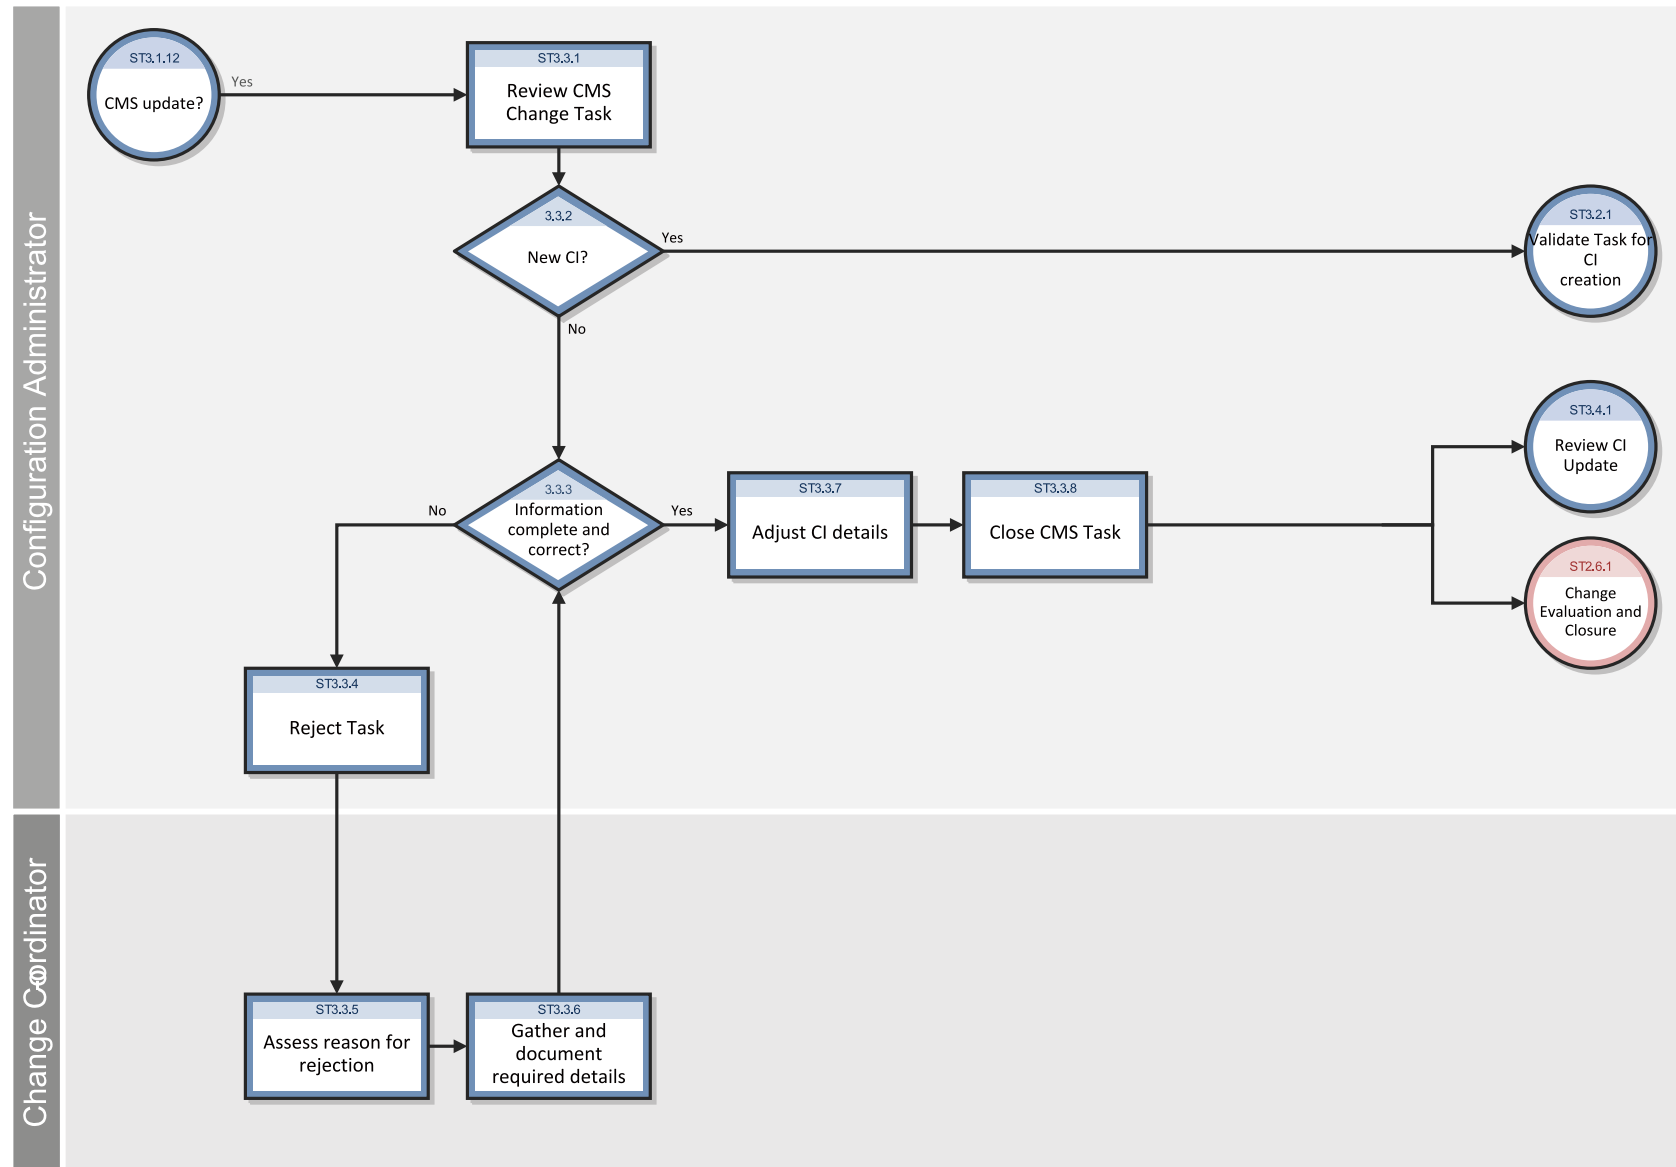 Configuration Administrator
ST3.1.12
CMS update?
Yes
ST3.3.1
Review CMS
Change Task
3.3.2
New CI?
Yes
No
ST3.2.1
Validate Task for
CI
creation
3.3.3
Information
complete and
correct?
No
Yes
ST3.3.7
Adjust CI details
ST3.3.8
Close CMS Task
ST3.4.1
Review CI
Update
ST2.6.1
Change
Evaluation and
Closure
ST3.3.4
Reject Task
Change Co-ordinator
ST3.3.5
Assess reason for
rejection
ST3.3.6
Gather and
document
required details